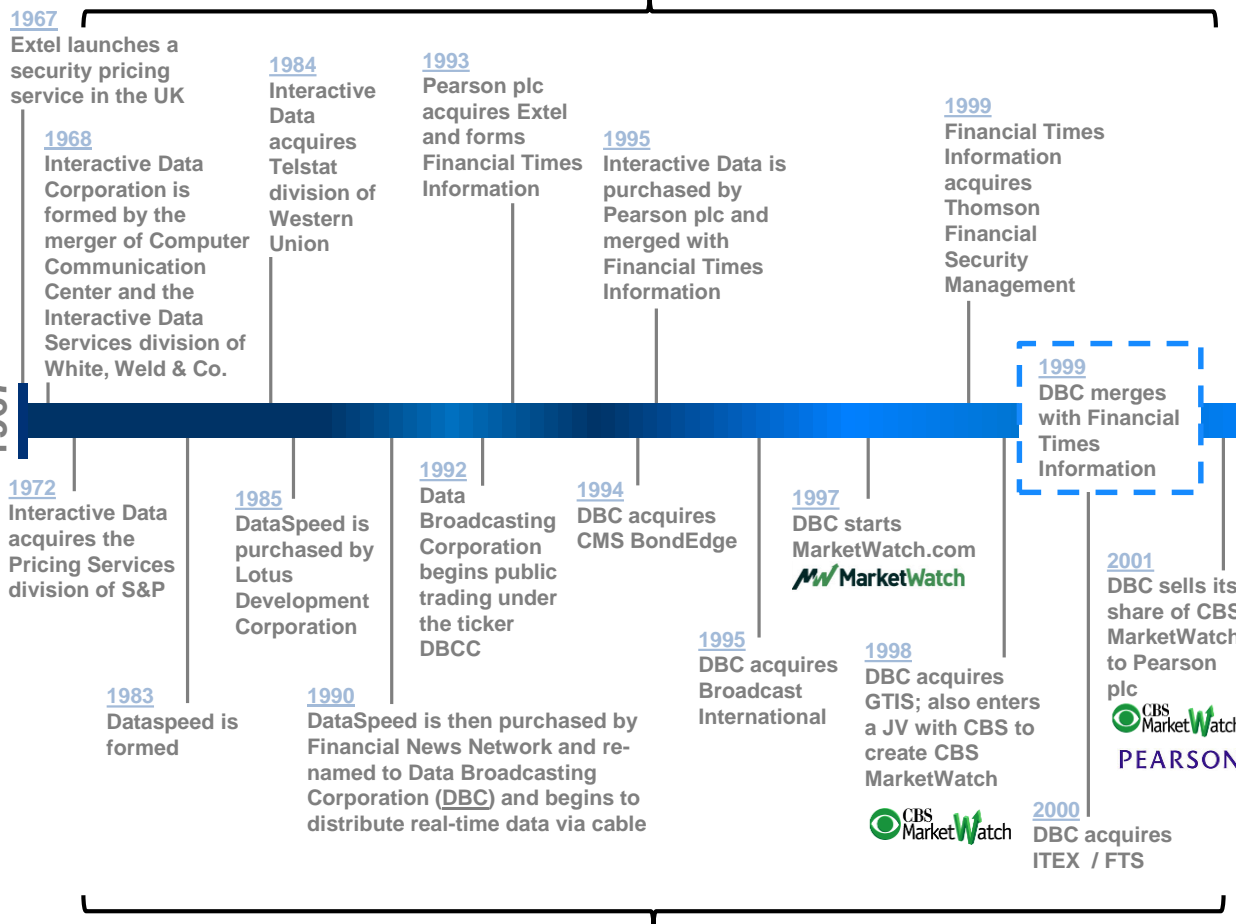 1967
Extel launches a
security pricing
service in the UK
1968
Interactive Data
Corporation is
formed by the
merger of Computer
Communication
Center and the
Interactive Data
Services division of
White, Weld & Co.
1984
Interactive
Data
acquires
Telstat
division of
Western
Union
1993
Pearson plc
acquires Extel
and forms
Financial Times
Information
1995
Interactive Data is
purchased by
Pearson plc and
merged with
Financial Times
Information
1999
Financial Times
Information
acquires
Thomson
Financial
Security
Management
1999
DBC merges
with Financial
Times
Information
1972
Interactive Data
acquires the
Pricing Services
division of S&P
1983
Dataspeed is
formed
1985
DataSpeed is
purchased by
Lotus
Development
Corporation
1990
DataSpeed is then purchased by
Financial News Network and re-
named to Data Broadcasting
Corporation (DBC) and begins to
distribute real-time data via cable
1992
Data
Broadcasting
Corporation
begins public
trading under
the ticker
DBCC
1994
DBC acquires
CMS BondEdge
1995
DBC acquires
Broadcast
International
1997
DBC starts
MarketWatch.com
MW MarketWatch
1998
DBC acquires
GTIS; also enters
a JV with CBS to
create CBS
MarketWatch
CBS
MarketWatch
2000
DBC acquires
ITEX / FTS
2001
DBC sells its
share of CBS
MarketWatch
to Pearson
plc
CBS
MarketWatch
PEARSON